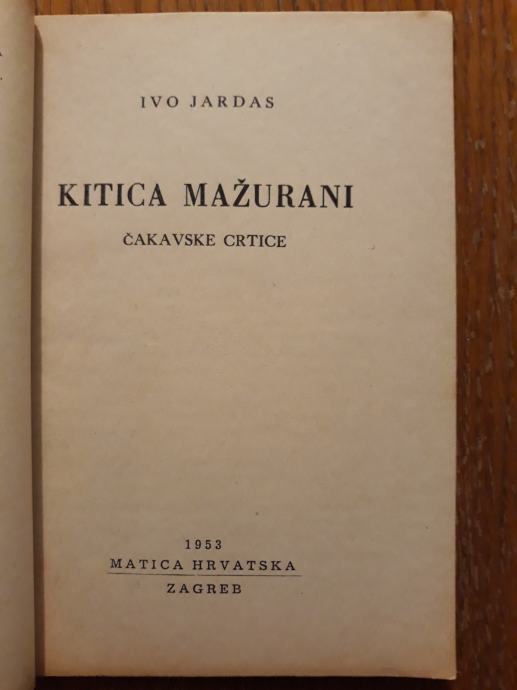 IVO JARDAS
KITICA MAŽURANI
ČAKAVSKE CRTICE
1953
MATICA HRVATSKA
ZAGREB